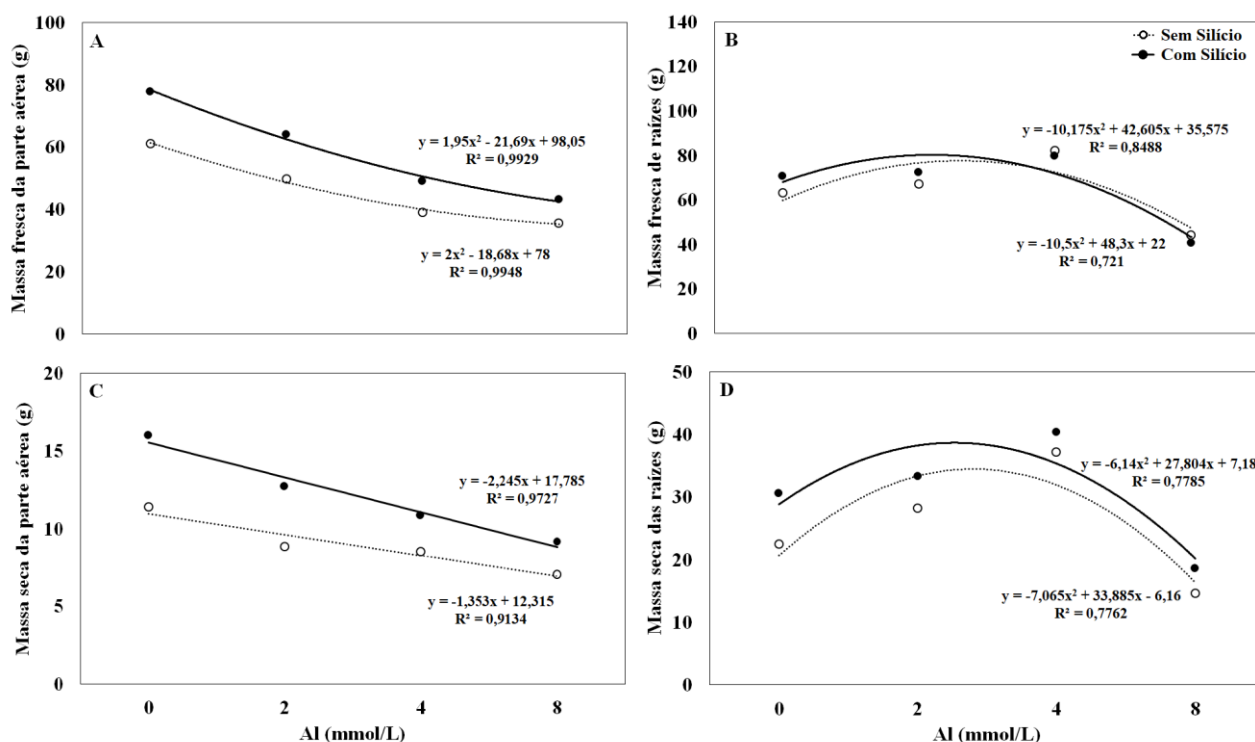 A
Massa fresca da parte aérea (g)
100
80
60
40
20
0
y = 1,95x² - 21,69x + 98,05
R² = 0,9929
y = 2x² - 18,68x + 78
R² = 0,9948
B
Massa fresca de raízes (g)
140
120
100
80
60
40
20
0
Sem Silício
Com Silício
y = -10,175x² + 42,605x + 35,575
R² = 0,8488
y = -10,5x² + 48,3x + 22
R² = 0,721
C
Massa seca da parte aérea (g)
20
15
10
5
0
y = -2,245x + 17,785
R² = 0,9727
y = -1,353x + 12,315
R² = 0,9134
0 2 4 8
Al (mmol/L)
D
Massa seca das raízes (g)
50
40
30
20
10
0
y = -6,14x² + 27,804x + 7,18
R² = 0,7785
y = -7,065x² + 33,885x - 6,16
R² = 0,7762
0 2 4 8
Al (mmol/L)